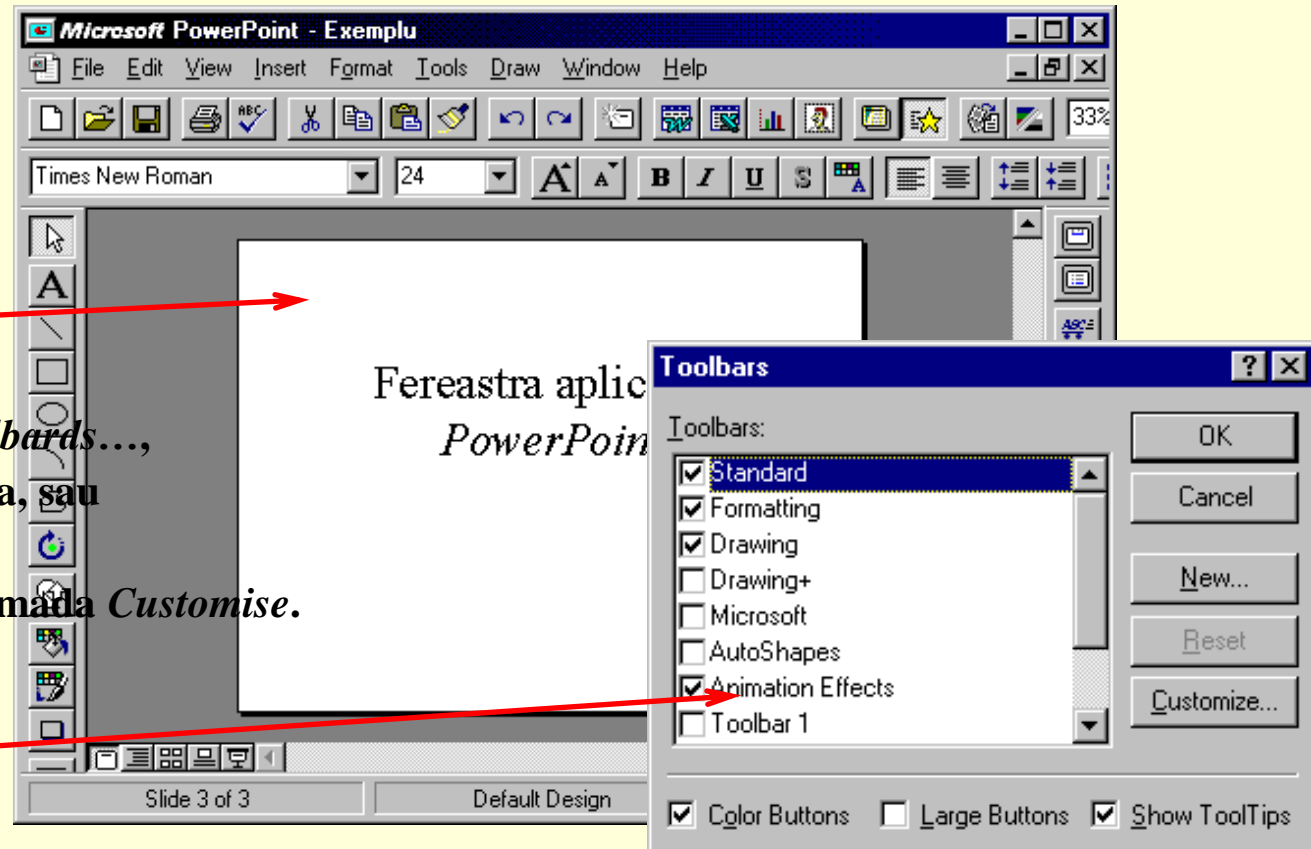 Microsoft PowerPoint - Exemplu
File Edit View Insert Format Tools Draw Window Help
33%
Times New Roman 24 A A B I U S
A
Fereastra aplic
PowerPoin
lbards…,
a, sau
mada Customise.
Slide 3 of 3 Default Design
Toolbars
Toolbars:
Standard
Formatting
Drawing
Drawing+
Microsoft
AutoShapes
Animation Effects
Toolbar 1
OK
Cancel
New...
Reset
Customize...
Color Buttons Large Buttons Show ToolTips